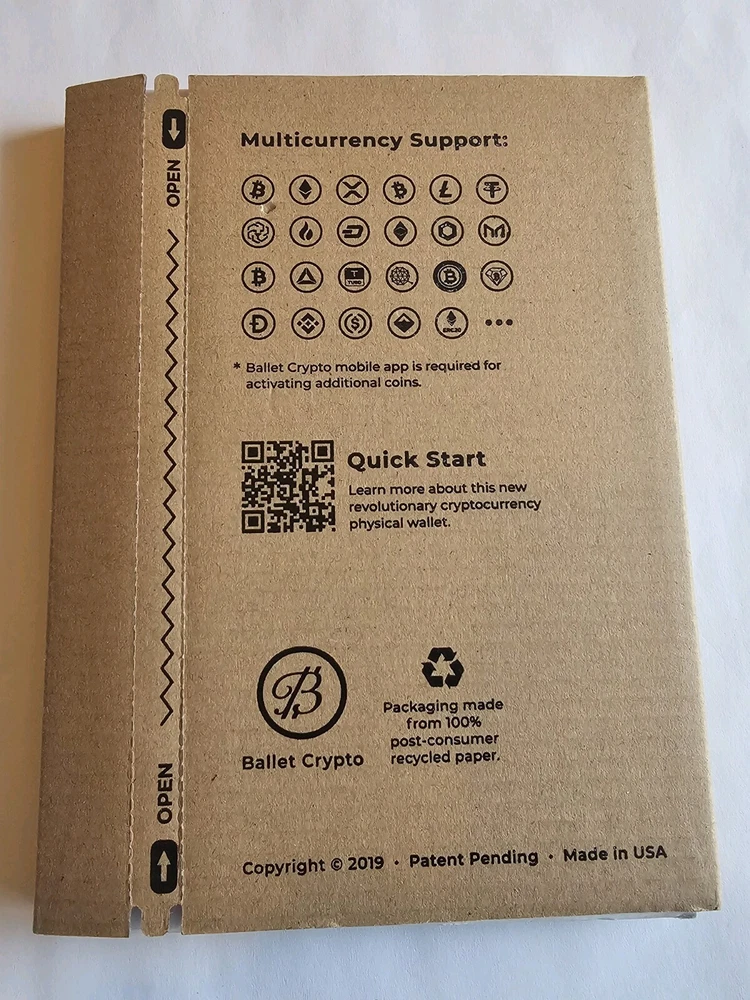 OPEN
Multicurrency Support:
TUSD
ERC20
* Ballet Crypto mobile app is required for
activating additional coins.
Quick Start
Learn more about this new
revolutionary cryptocurrency
physical wallet.
Ballet Crypto
Packaging made
from 100%
post-consumer
recycled paper.
OPEN
Copyright © 2019 • Patent Pending • Made in USA